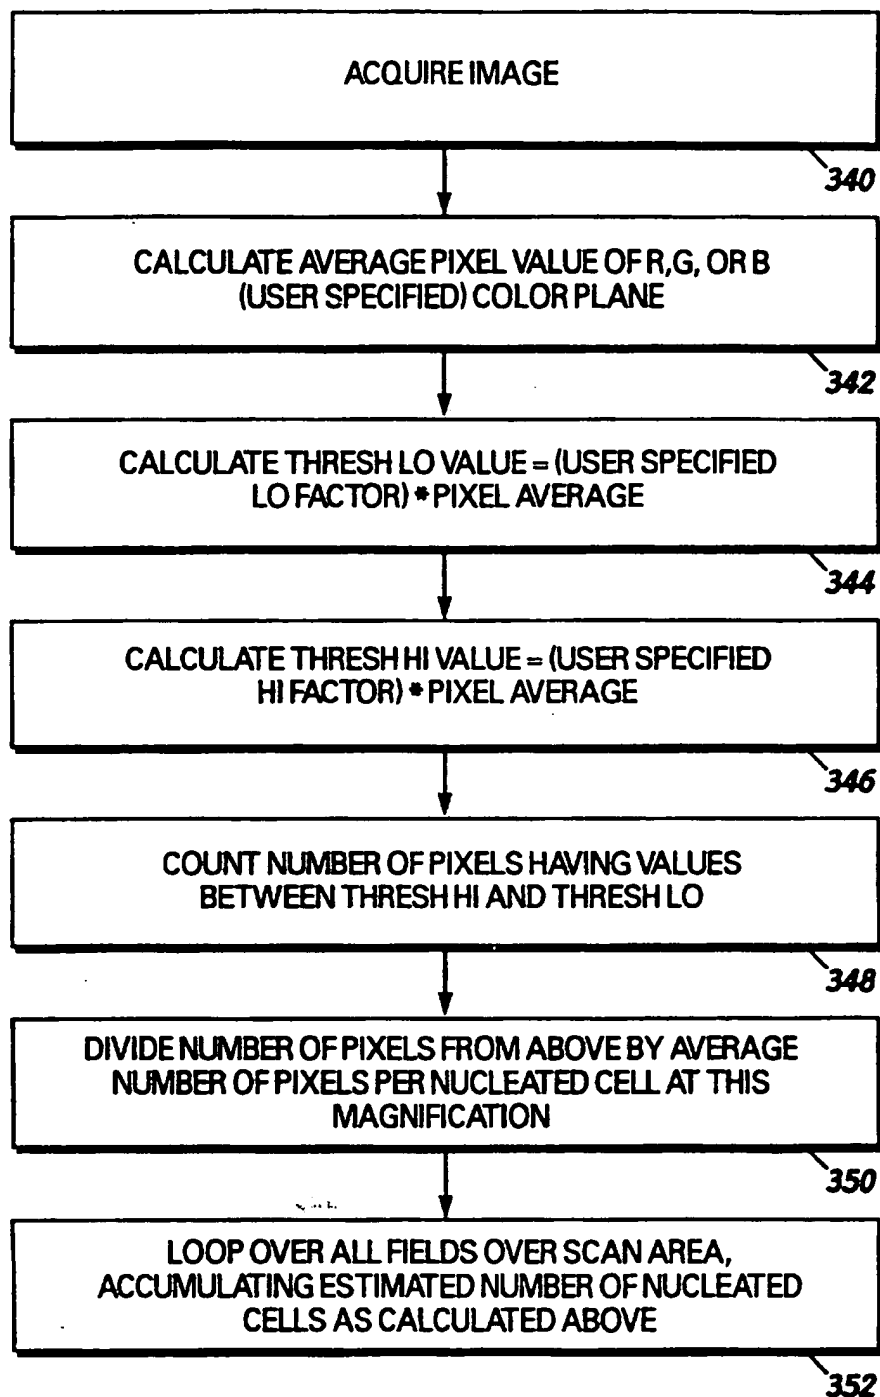 ACQUIRE IMAGE
340
CALCULATE AVERAGE PIXEL VALUE OF R,G, OR B
(USER SPECIFIED) COLOR PLANE
342
CALCULATE THRESH LO VALUE = (USER SPECIFIED
LO FACTOR) * PIXEL AVERAGE
344
CALCULATE THRESH HI VALUE = (USER SPECIFIED
HI FACTOR) * PIXEL AVERAGE
346
COUNT NUMBER OF PIXELS HAVING VALUES
BETWEEN THRESH HI AND THRESH LO
348
DIVIDE NUMBER OF PIXELS FROM ABOVE BY AVERAGE
NUMBER OF PIXELS PER NUCLEATED CELL AT THIS
MAGNIFICATION
350
LOOP OVER ALL FIELDS OVER SCAN AREA,
ACCUMULATING ESTIMATED NUMBER OF NUCLEATED
CELLS AS CALCULATED ABOVE
352